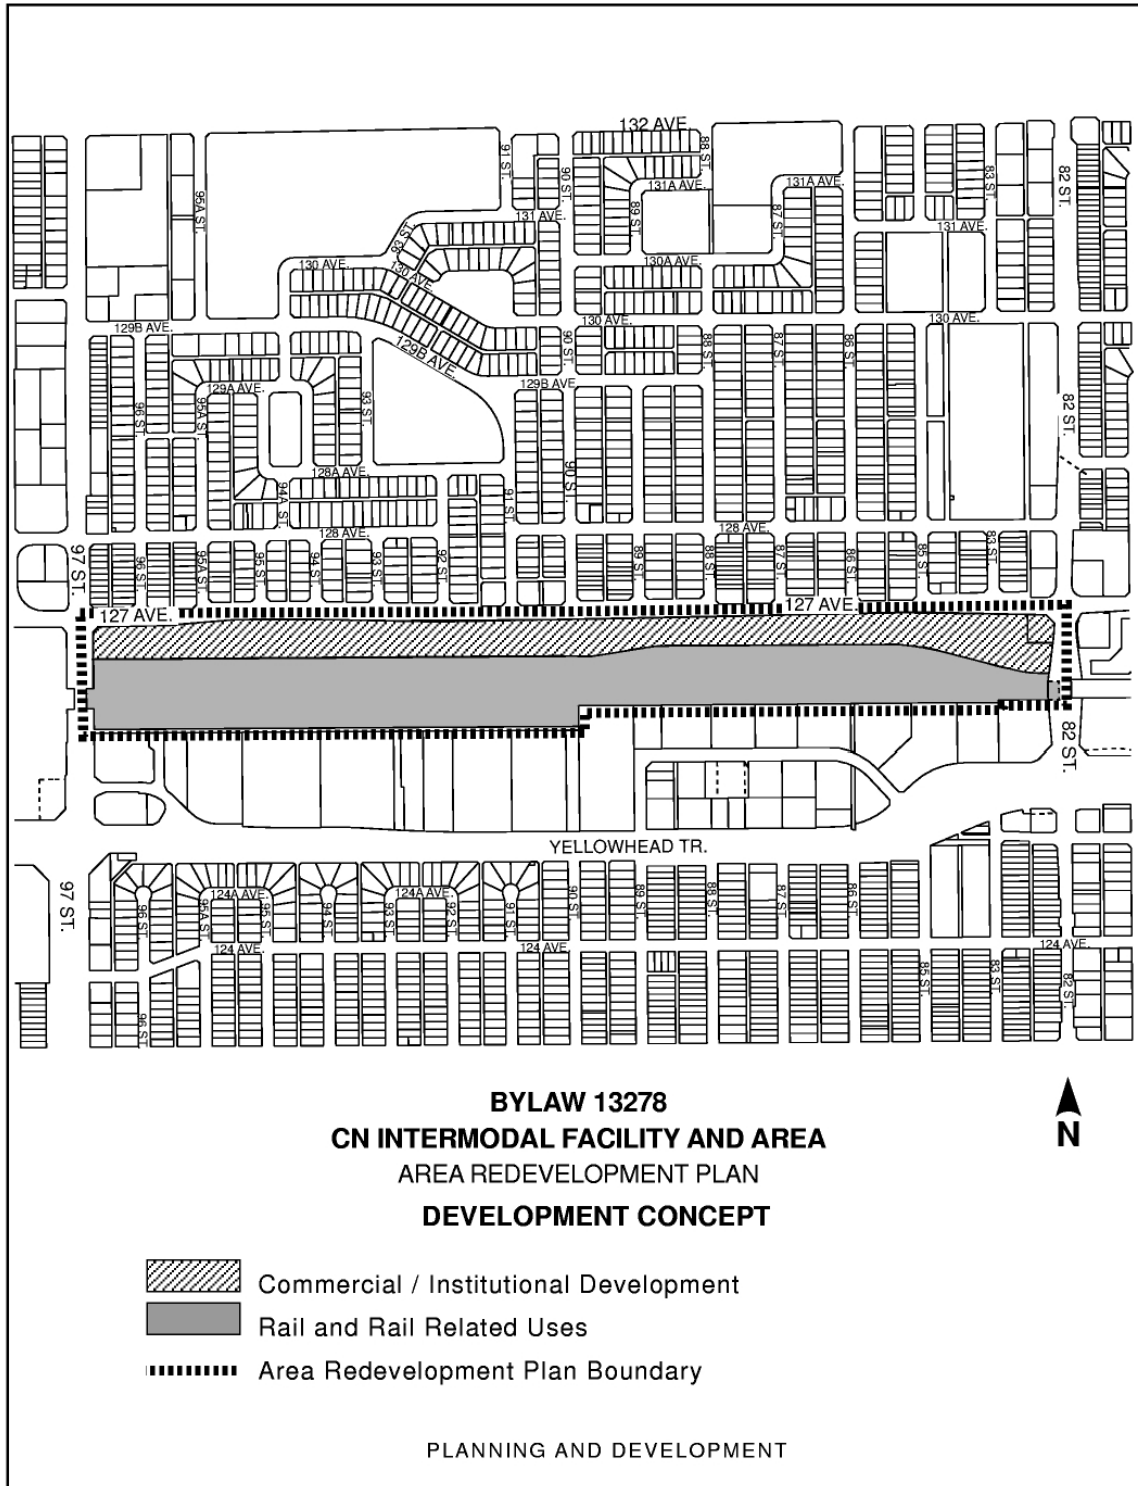 132 AVE.
91 ST.
88 ST.
90 ST.
95A ST.
131A AVE.
131A AVE.
83 ST.
82 ST.
89 ST.
87 ST.
131 AVE.
131 AVE.
93 ST.
130 AVE.
130 AVE.
130A AVE.
129B AVE.
130 AVE.
130 AVE.
129B AVE.
90 ST.
88 ST.
87 ST.
86 ST.
129A AVE.
129B AVE
96 ST.
95A ST.
93 ST.
82 ST.
128A AVE.
90 ST.
94A ST.
91 ST
128 AVE.
128 AVE.
97 ST.
96 ST.
95A ST.
95 ST.
94 ST.
93 ST.
92 ST.
89 ST.
88 ST.
87 ST.
86 ST.
85 ST.
83 ST.
82 ST.
127 AVE.
127 AVE.
82 ST.
YELLOWHEAD TR.
97 ST.
124A AVE.
124A AVE.
96 ST.
95A ST.
95 ST.
94 ST.
93 ST.
92 ST.
91 ST.
90 ST.
89 ST.
88 ST.
87 ST.
86 ST.
124 AVE.
124 AVE.
124 AVE.
96 ST.
85 ST.
83 ST.
82 ST.
BYLAW 13278
CN INTERMODAL FACILITY AND AREA
AREA REDEVELOPMENT PLAN
DEVELOPMENT CONCEPT
N
Commercial / Institutional Development
Rail and Rail Related Uses
Area Redevelopment Plan Boundary
PLANNING AND DEVELOPMENT